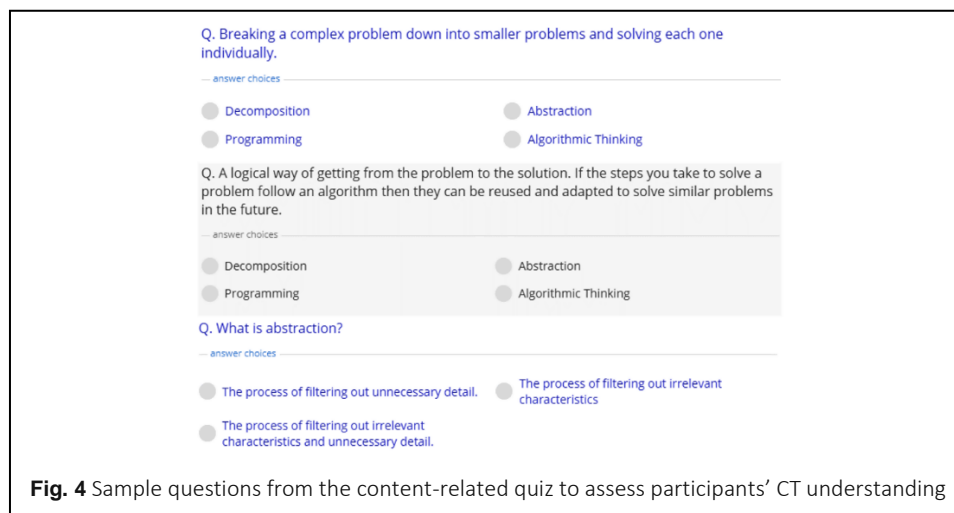 Q. Breaking a complex problem down into smaller problems and solving each one
individually.
answer choices
Decomposition
Abstraction
Programming
Algorithmic Thinking
Q. A logical way of getting from the problem to the solution. If the steps you take to solve a
problem follow an algorithm then they can be reused and adapted to solve similar problems
in the future.
answer choices
Decomposition
Abstraction
Programming
Algorithmic Thinking
Q. What is abstraction?
answer choices
The process of filtering out unnecessary detail.
The process of filtering out irrelevant
characteristics
The process of filtering out irrelevant
characteristics and unnecessary detail.
Fig. 4 Sample questions from the content-related quiz to assess participants’ CT understanding